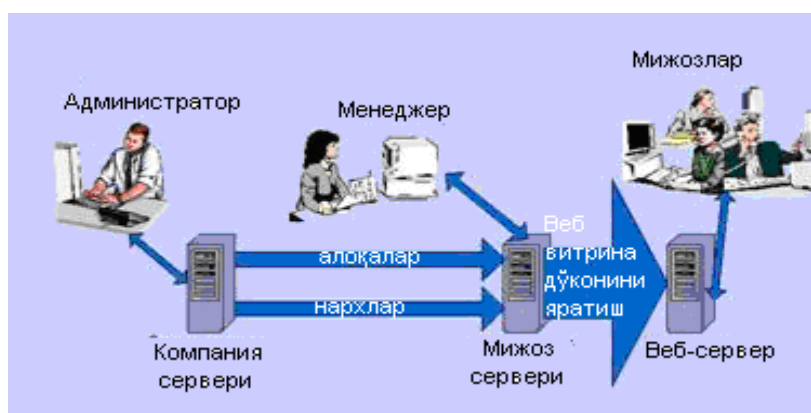 Мижозлар
Администратор
Менеджер
алоқалар
нархлар
Веб
витрина
дўконини
яратиш
Компания
сервери
Мижоз
сервери
Веб-сервер